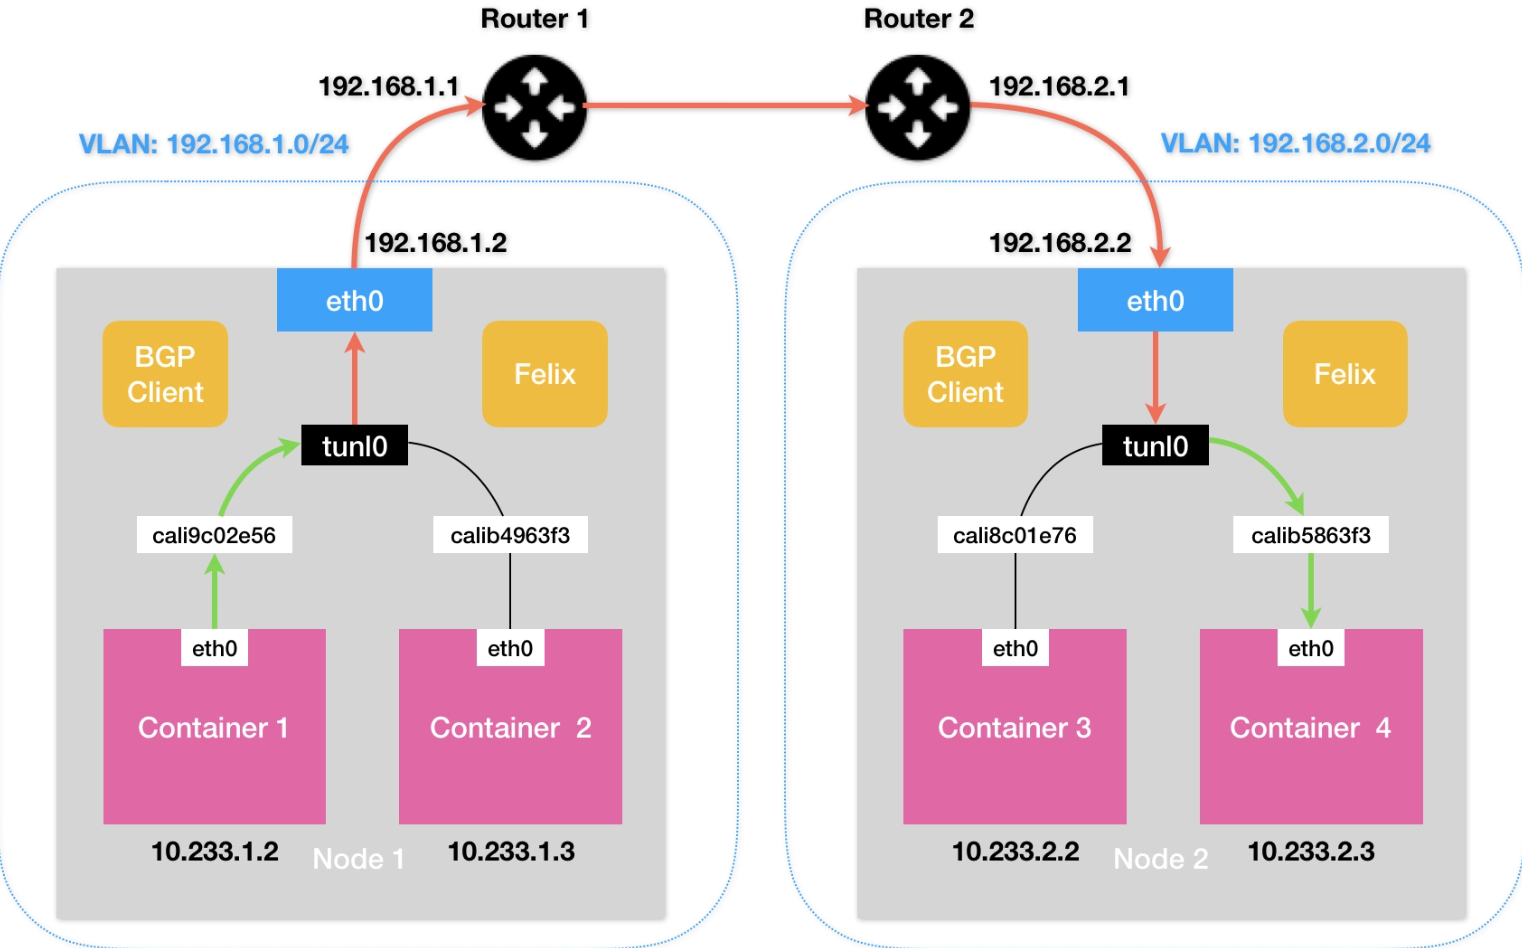 Router 1
Router 2
192.168.1.1
192.168.2.1
VLAN: 192.168.1.0/24
VLAN: 192.168.2.0/24
192.168.1.2
192.168.2.2
eth0
eth0
BGP
Client
Felix
BGP
Client
Felix
tunl0
tunl0
cali9c02e56
calib4963f3
cali8c01e76
calib5863f3
eth0
eth0
eth0
eth0
Container 1
Container 2
Container 3
Container 4
10.233.1.2
Node 1
10.233.1.3
10.233.2.2
Node 2
10.233.2.3